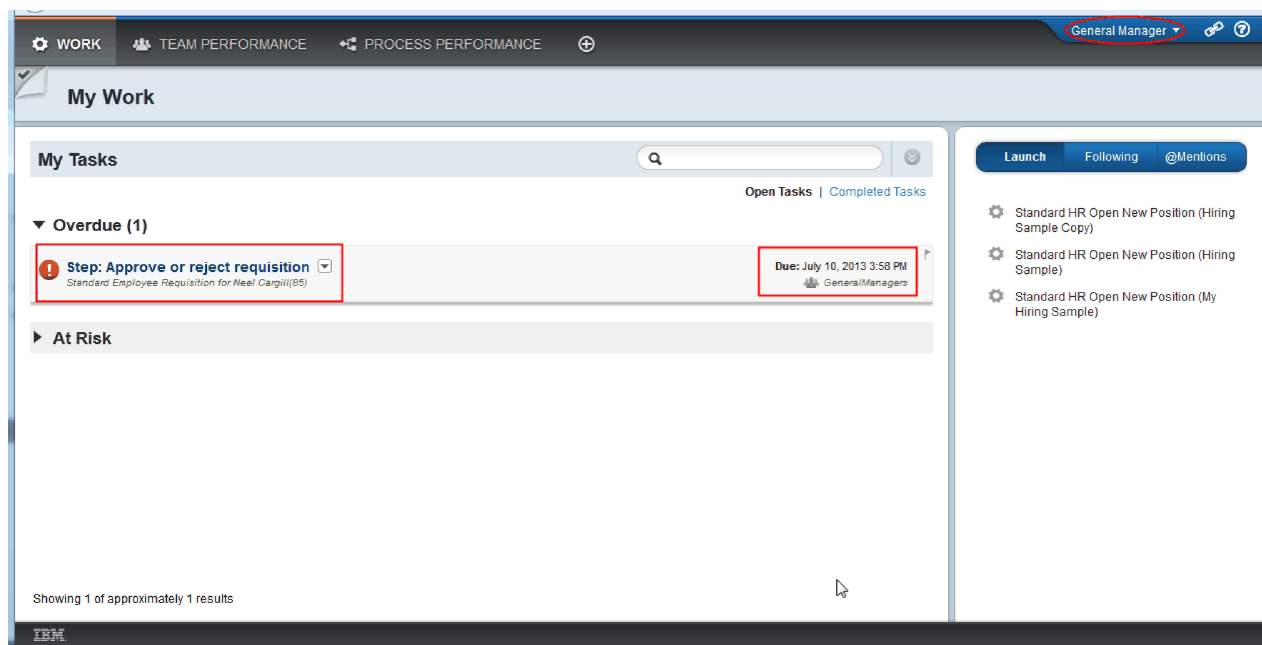 WORK TEAM PERFORMANCE PROCESS PERFORMANCE General Manager
My Work
My Tasks
Open Tasks | Completed Tasks
Overdue (1)
Step: Approve or reject requisition
Standard Employee Requisition for Neel Cargill(85)
Due: July 10, 2013 3:58 PM
GeneralManagers
At Risk
Showing 1 of approximately 1 results
Launch Following @Mentions
Standard HR Open New Position (Hiring
Sample Copy)
Standard HR Open New Position (Hiring
Sample)
Standard HR Open New Position (My
Hiring Sample)
IBM.